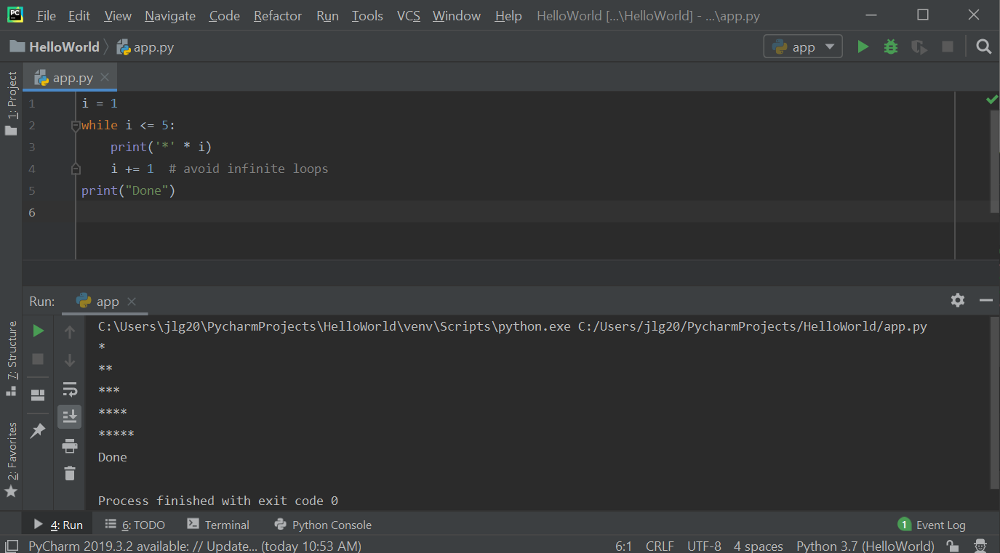 PC File Edit View Navigate Code Refactor Run Tools VCS Window Help HelloWorld [...\HelloWorld] - ...\app.py
HelloWorld app.py app
1: Project
app.py
1 i = 1
2 while i <= 5:
3     print('*' * i)
4     i += 1  # avoid infinite loops
5 print("Done")
6
Run: app
7: Structure
2: Favorites
C:\Users\jlg20\PycharmProjects\HelloWorld\venv\Scripts\python.exe C:/Users/jlg20/PycharmProjects/HelloWorld/app.py
*
**
***
****
*****
Done
Process finished with exit code 0
4: Run 6: TODO Terminal Python Console 1 Event Log
PyCharm 2019.3.2 available: // Update... (today 10:53 AM) 6:1 CRLF UTF-8 4 spaces Python 3.7 (HelloWorld)